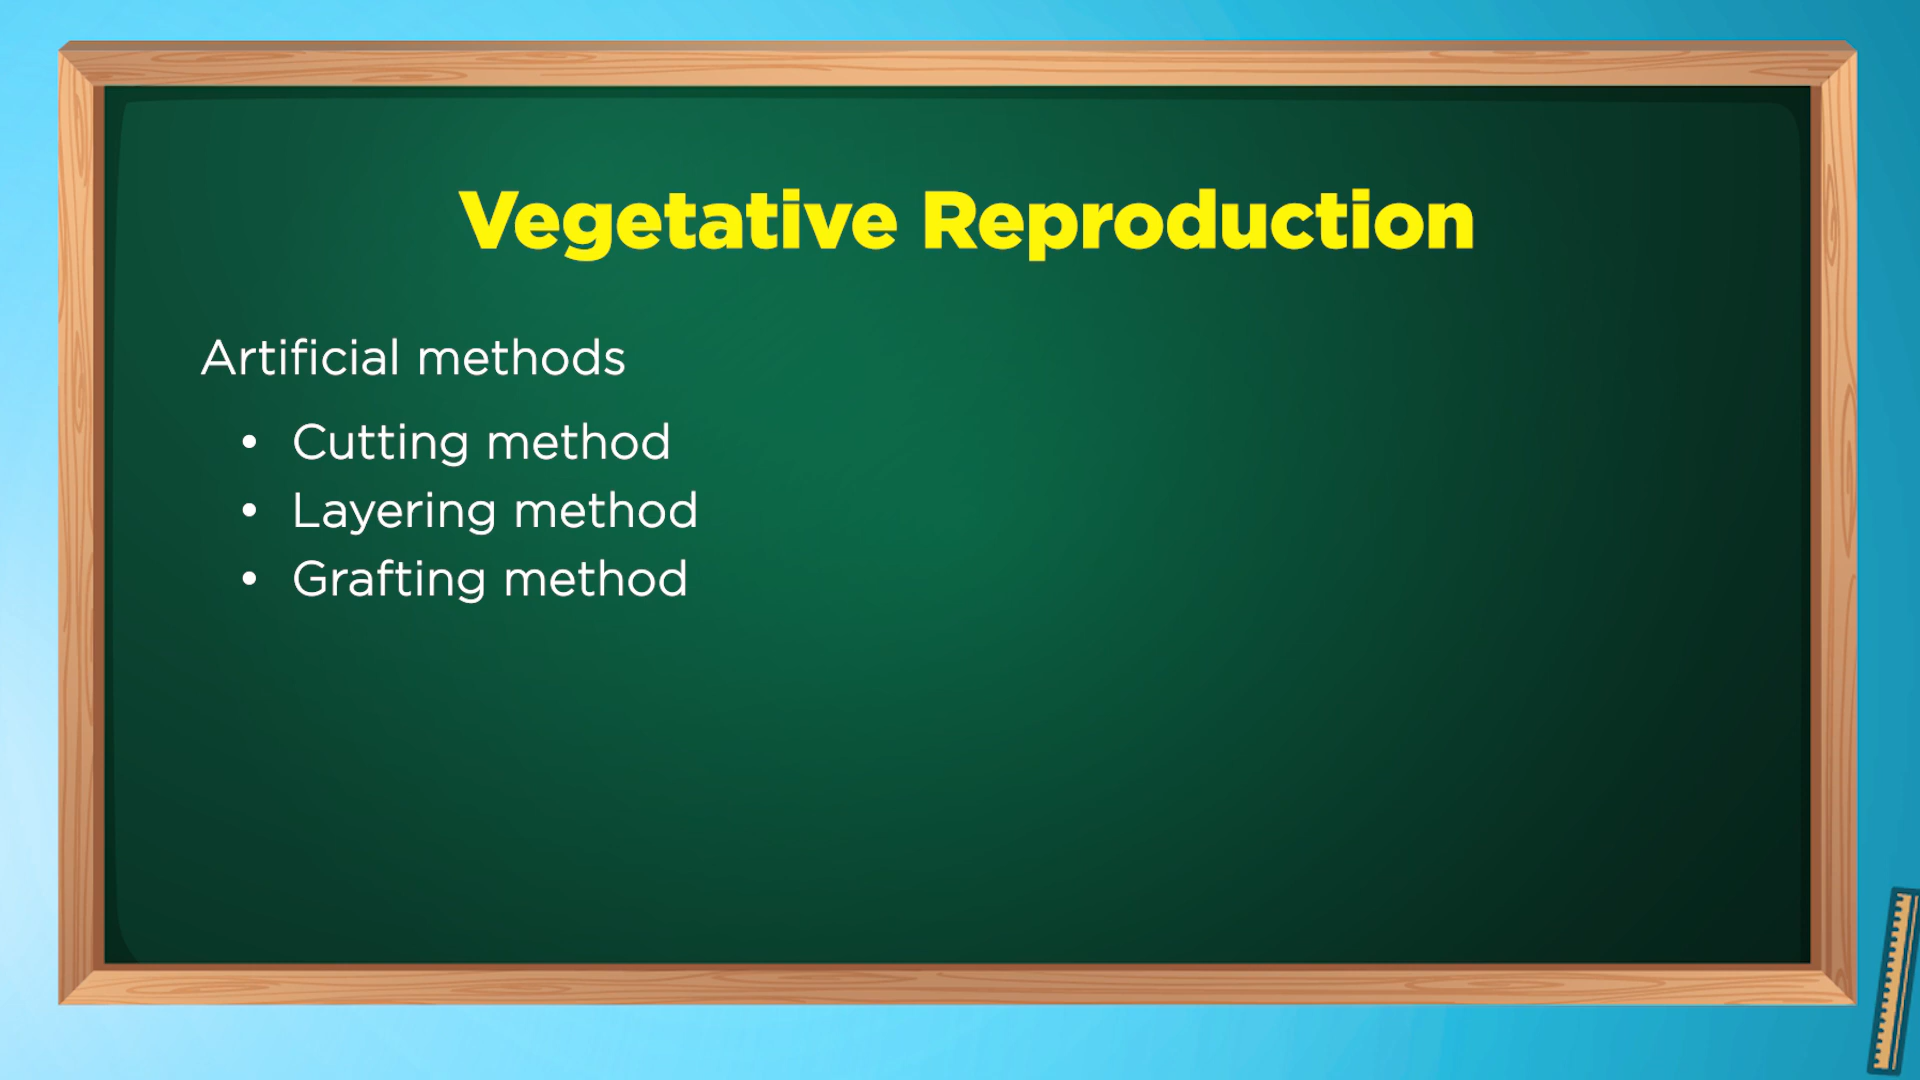 Vegetative Reproduction
Artificial methods
• Cutting method
• Layering method
• Grafting method